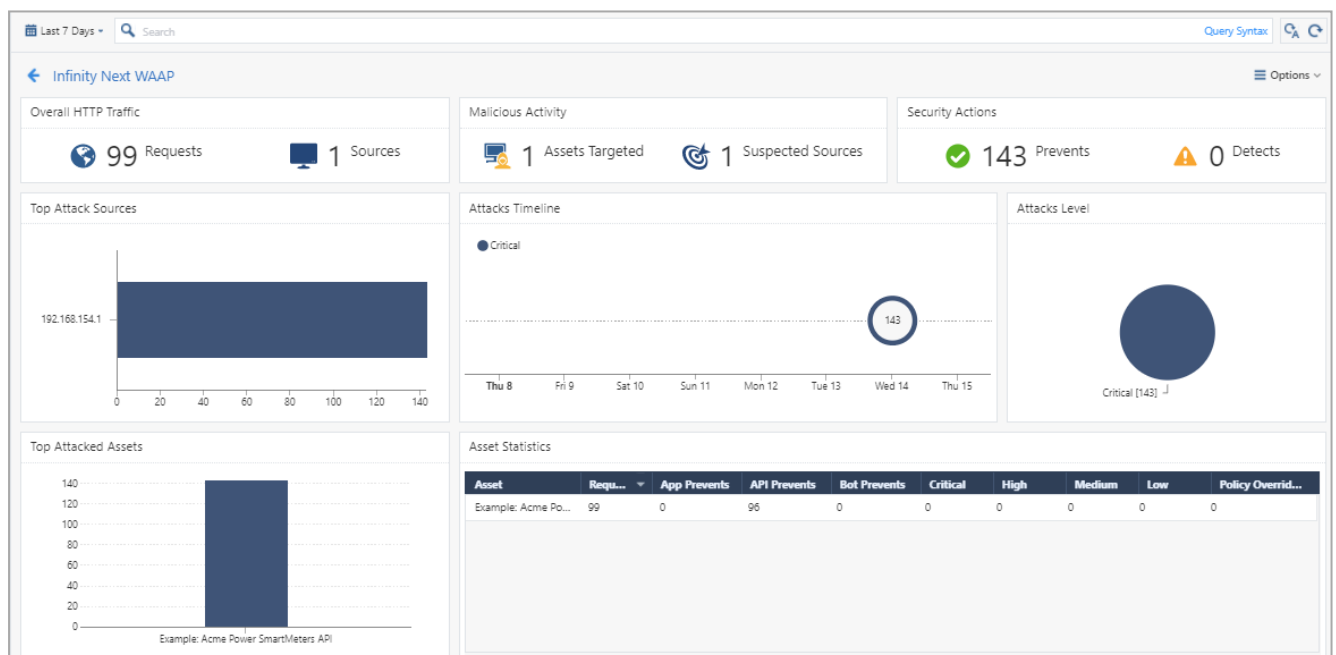 Last 7 Days
Search
Query Syntax
Infinity Next WAAP
Options
Overall HTTP Traffic
99 Requests
1 Sources
Malicious Activity
1 Assets Targeted
1 Suspected Sources
Security Actions
143 Prevents
0 Detects
Top Attack Sources
192.168.154.1
0 20 40 60 80 100 120 140
Attacks Timeline
Critical
143
Thu 8 Fri 9 Sat 10 Sun 11 Mon 12 Tue 13 Wed 14 Thu 15
Attacks Level
Critical [143]
Top Attacked Assets
140
120
100
80
60
40
20
0
Example: Acme Power SmartMeters API
Asset Statistics
Asset Requ... App Prevents API Prevents Bot Prevents Critical High Medium Low Policy Overrid...
Example: Acme Po... 99 0 96 0 0 0 0 0 0